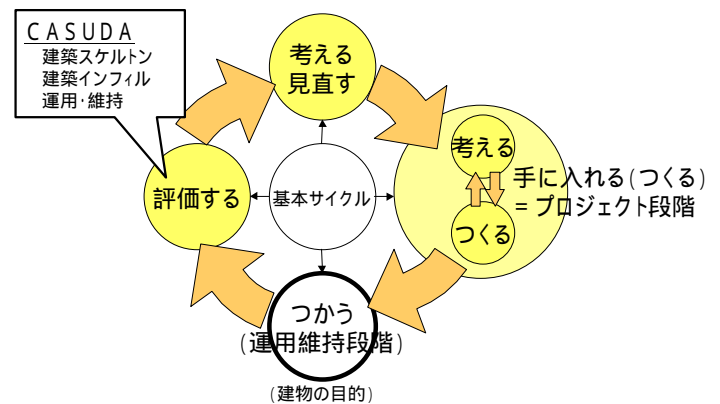 CASUDA
建築スケルトン
建築インフィル
運用･維持
考える
見直す
考える
手に入れる(つくる)
=プロジェクト段階
つくる
評価する
基本サイクル
つかう
(運用維持段階)
(建物の目的)